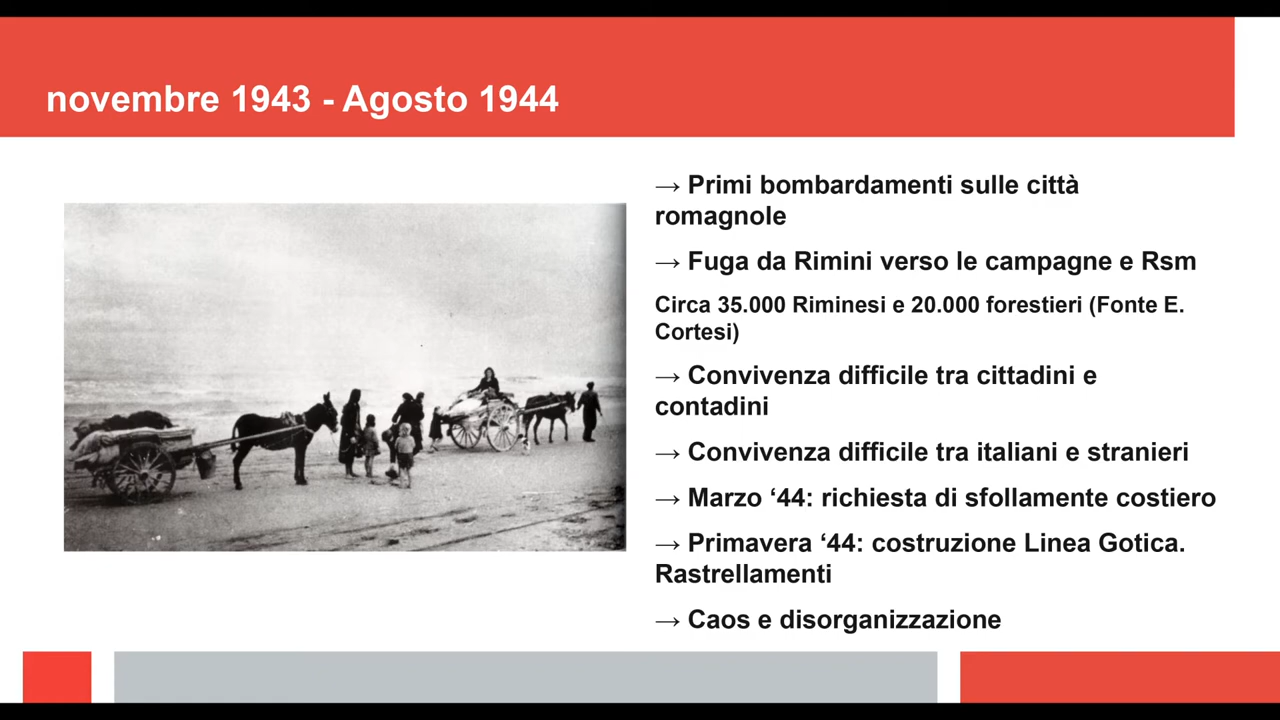 novembre 1943 - Agosto 1944
→ Primi bombardamenti sulle città
romagnole
→ Fuga da Rimini verso le campagne e Rsm
Circa 35.000 Riminesi e 20.000 forestieri (Fonte E.
Cortesi)
→ Convivenza difficile tra cittadini e
contadini
→ Convivenza difficile tra italiani e stranieri
→ Marzo ‘44: richiesta di sfollamente costiero
→ Primavera ‘44: costruzione Linea Gotica.
Rastrellamenti
→ Caos e disorganizzazione